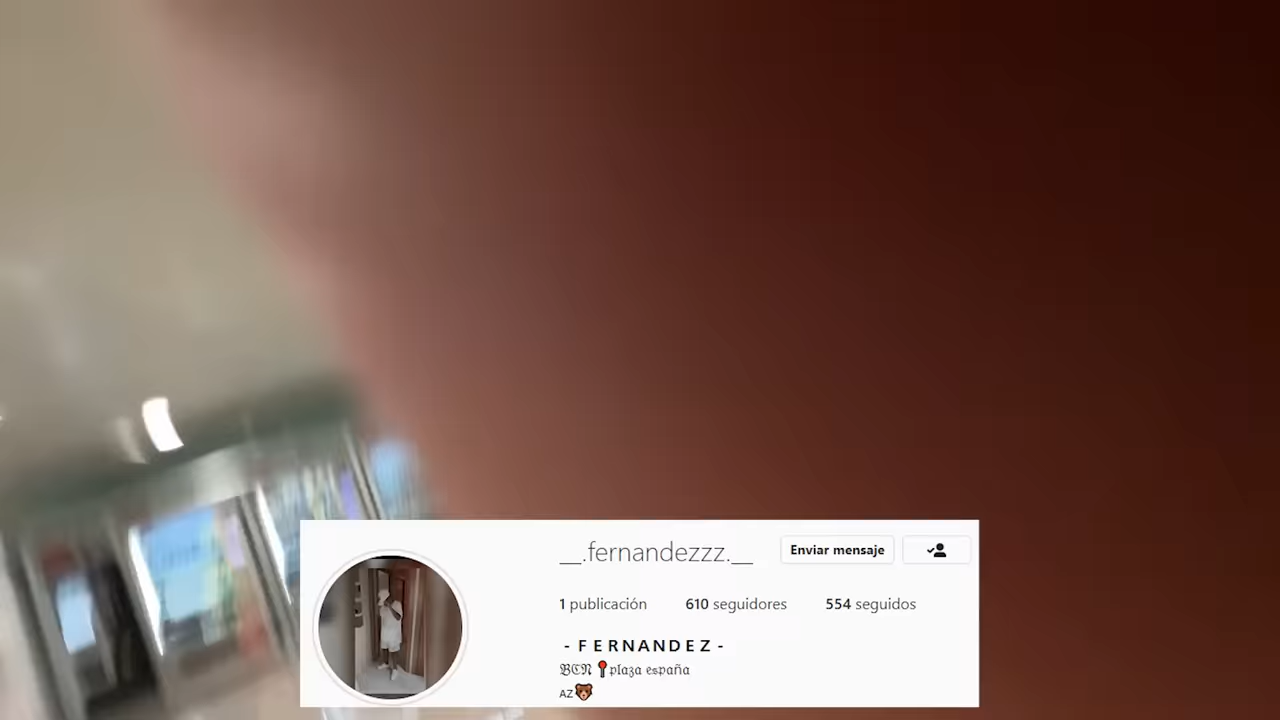 __.fernandezzz.__ Enviar mensaje
1 publicación 610 seguidores 554 seguidos
- F E R N A N D E Z -
𝔅ℭ𝔑📍𝔭𝔩𝔞𝔷𝔞 𝔢𝔰𝔭𝔞ñ𝔞
AZ🐻